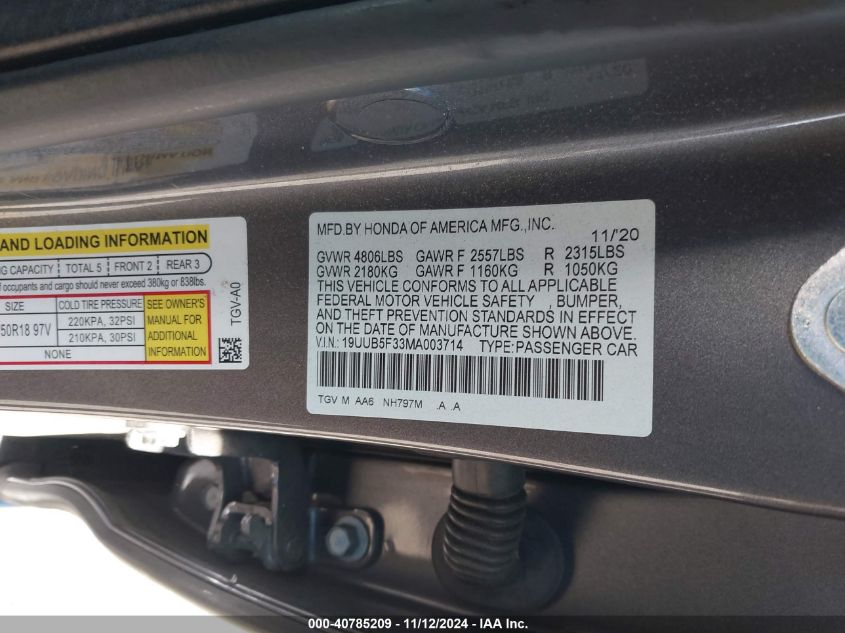 AND LOADING INFORMATION
NG CAPACITY TOTAL 5 FRONT 2 REAR 3
of occupants and cargo should never exceed 380kg or 838lbs.
SIZE COLD TIRE PRESSURE SEE OWNER'S
50R18 97V 220KPA, 32PSI MANUAL FOR
210KPA, 30PSI ADDITIONAL
NONE INFORMATION
TGV-A0
MFD.BY HONDA OF AMERICA MFG.,INC.
11/'20
GVWR 4806LBS GAWR F 2557LBS R 2315LBS
GVWR 2180KG GAWR F 1160KG R 1050KG
THIS VEHICLE CONFORMS TO ALL APPLICABLE
FEDERAL MOTOR VEHICLE SAFETY , BUMPER,
AND THEFT PREVENTION STANDARDS IN EFFECT
ON THE DATE OF MANUFACTURE SHOWN ABOVE.
V.I.N.: 19UUB5F33MA003714 TYPE:PASSENGER CAR
TGV M AA6 NH797M .A .A
000-40785209 - 11/12/2024 - IAA Inc.